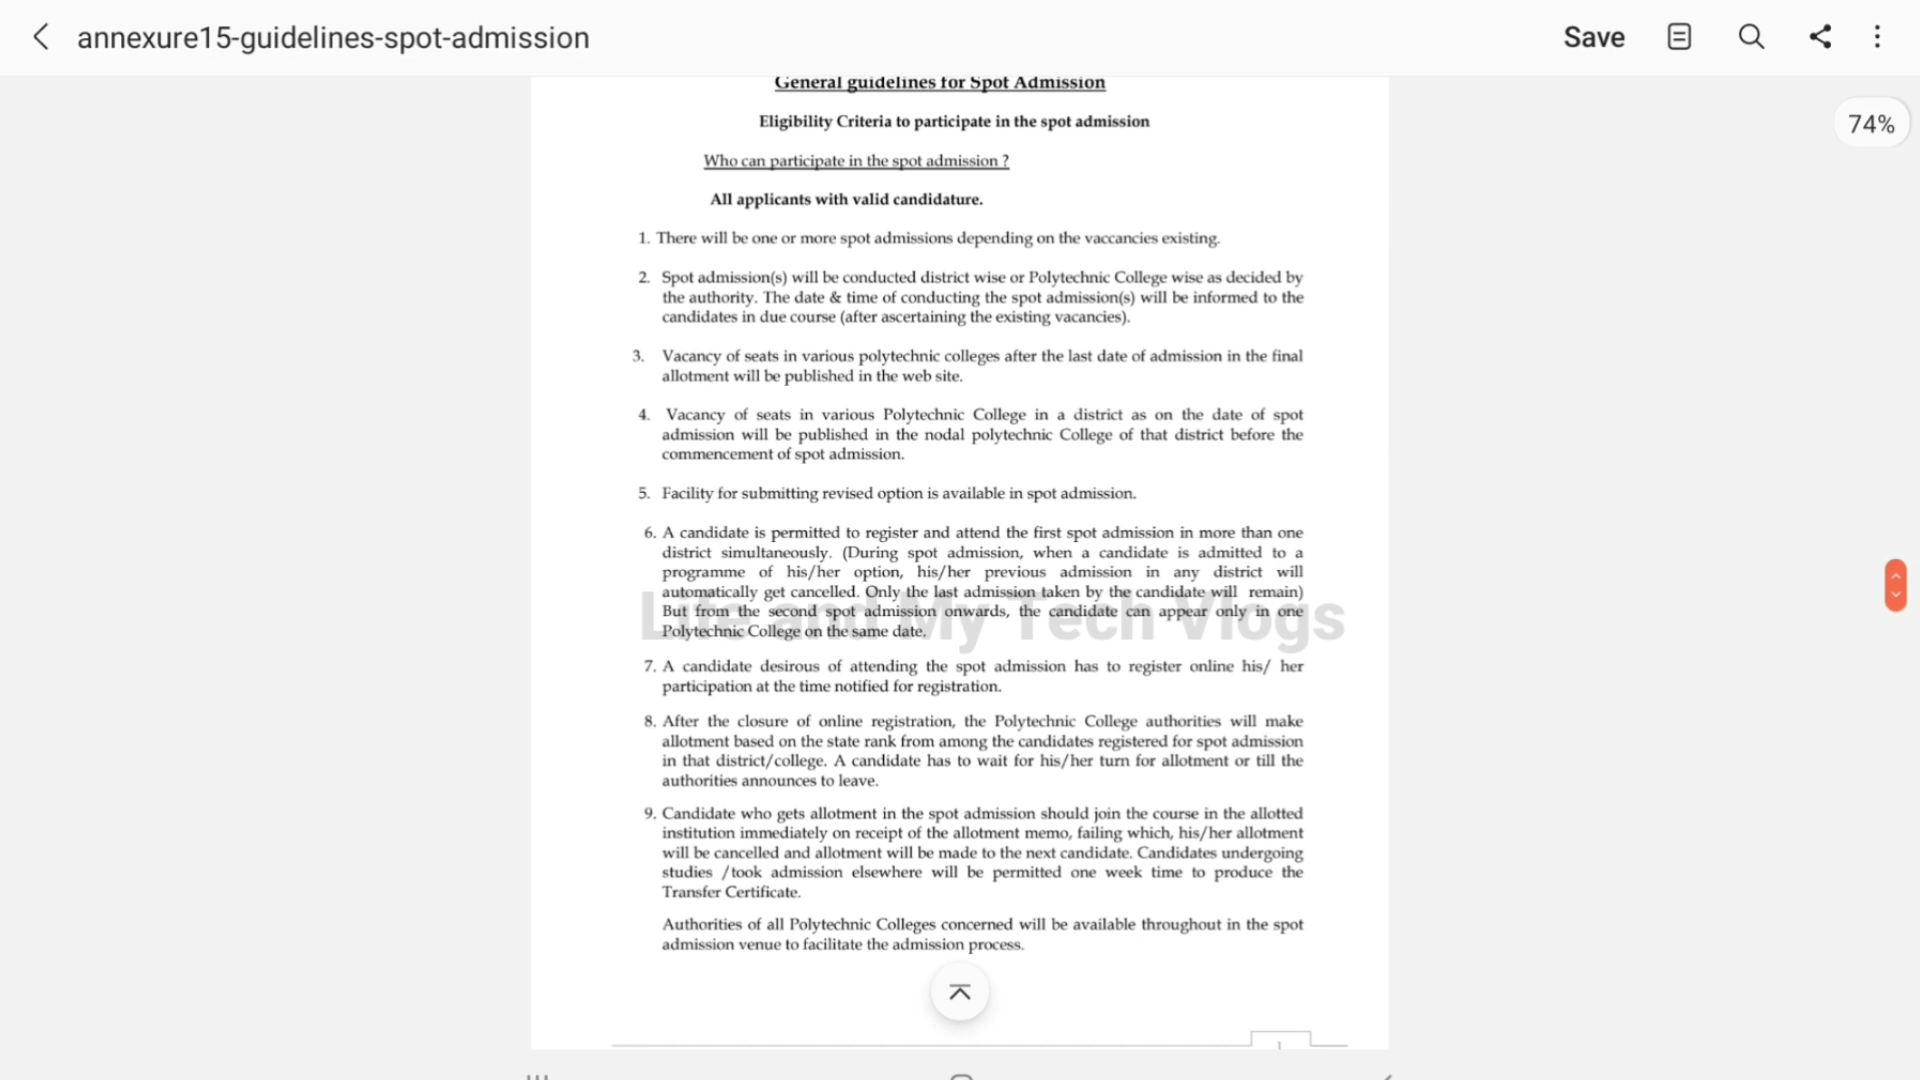 annexure15-guidelines-spot-admission
Save
74%
General guidelines for Spot Admission
Eligibility Criteria to participate in the spot admission
Who can participate in the spot admission ?
All applicants with valid candidature.
1. There will be one or more spot admissions depending on the vaccancies existing.
2. Spot admission(s) will be conducted district wise or Polytechnic College wise as decided by
the authority. The date & time of conducting the spot admission(s) will be informed to the
candidates in due course (after ascertaining the existing vacancies).
3. Vacancy of seats in various polytechnic colleges after the last date of admission in the final
allotment will be published in the web site.
4. Vacancy of seats in various Polytechnic College in a district as on the date of spot
admission will be published in the nodal polytechnic College of that district before the
commencement of spot admission.
5. Facility for submitting revised option is available in spot admission.
6. A candidate is permitted to register and attend the first spot admission in more than one
district simultaneously. (During spot admission, when a candidate is admitted to a
programme of his/her option, his/her previous admission in any district will
automatically get cancelled. Only the last admission taken by the candidate will remain)
But from the second spot admission onwards, the candidate can appear only in one
Polytechnic College on the same date.
Life and My Tech Vlogs
7. A candidate desirous of attending the spot admission has to register online his/ her
participation at the time notified for registration.
8. After the closure of online registration, the Polytechnic College authorities will make
allotment based on the state rank from among the candidates registered for spot admission
in that district/college. A candidate has to wait for his/her turn for allotment or till the
authorities announces to leave.
9. Candidate who gets allotment in the spot admission should join the course in the allotted
institution immediately on receipt of the allotment memo, failing which, his/her allotment
will be cancelled and allotment will be made to the next candidate. Candidates undergoing
studies /took admission elsewhere will be permitted one week time to produce the
Transfer Certificate.
Authorities of all Polytechnic Colleges concerned will be available throughout in the spot
admission venue to facilitate the admission process.